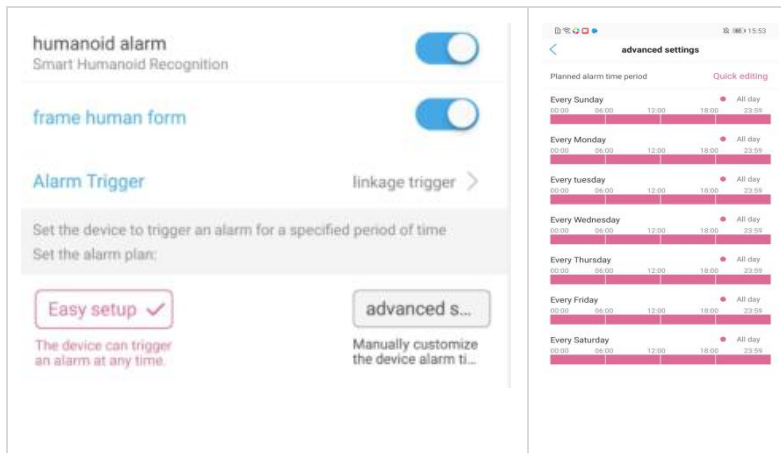 humanoid alarm
Smart Humanoid Recognition
frame human form
Alarm Trigger linkage trigger >
Set the device to trigger an alarm for a specified period of time
Set the alarm plan:
Easy setup ✓ advanced s...
The device can trigger
an alarm at any time.
Manually customize
the device alarm ti...
15:53
advanced settings
Planned alarm time period Quick editing
Every Sunday All day
00:00 06:00 12:00 18:00 23:59
Every Monday All day
00:00 06:00 12:00 18:00 23:59
Every tuesday All day
00:00 06:00 12:00 18:00 23:59
Every Wednesday All day
00:00 06:00 12:00 18:00 23:59
Every Thursday All day
00:00 06:00 12:00 18:00 23:59
Every Friday All day
00:00 06:00 12:00 18:00 23:59
Every Saturday All day
00:00 06:00 12:00 18:00 23:59